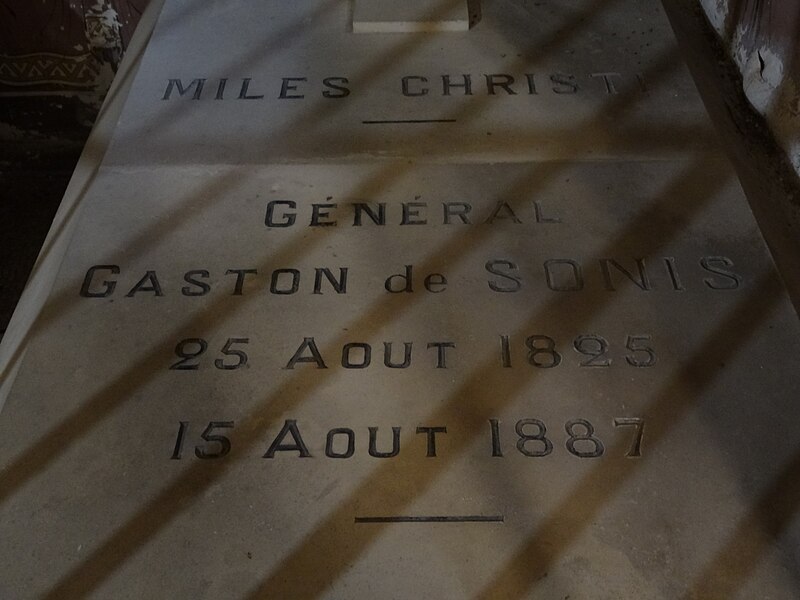 MILES CHRISTI
GÉNÉRAL
GASTON de SONIS
25 AOUT 1825
15 AOUT 1887